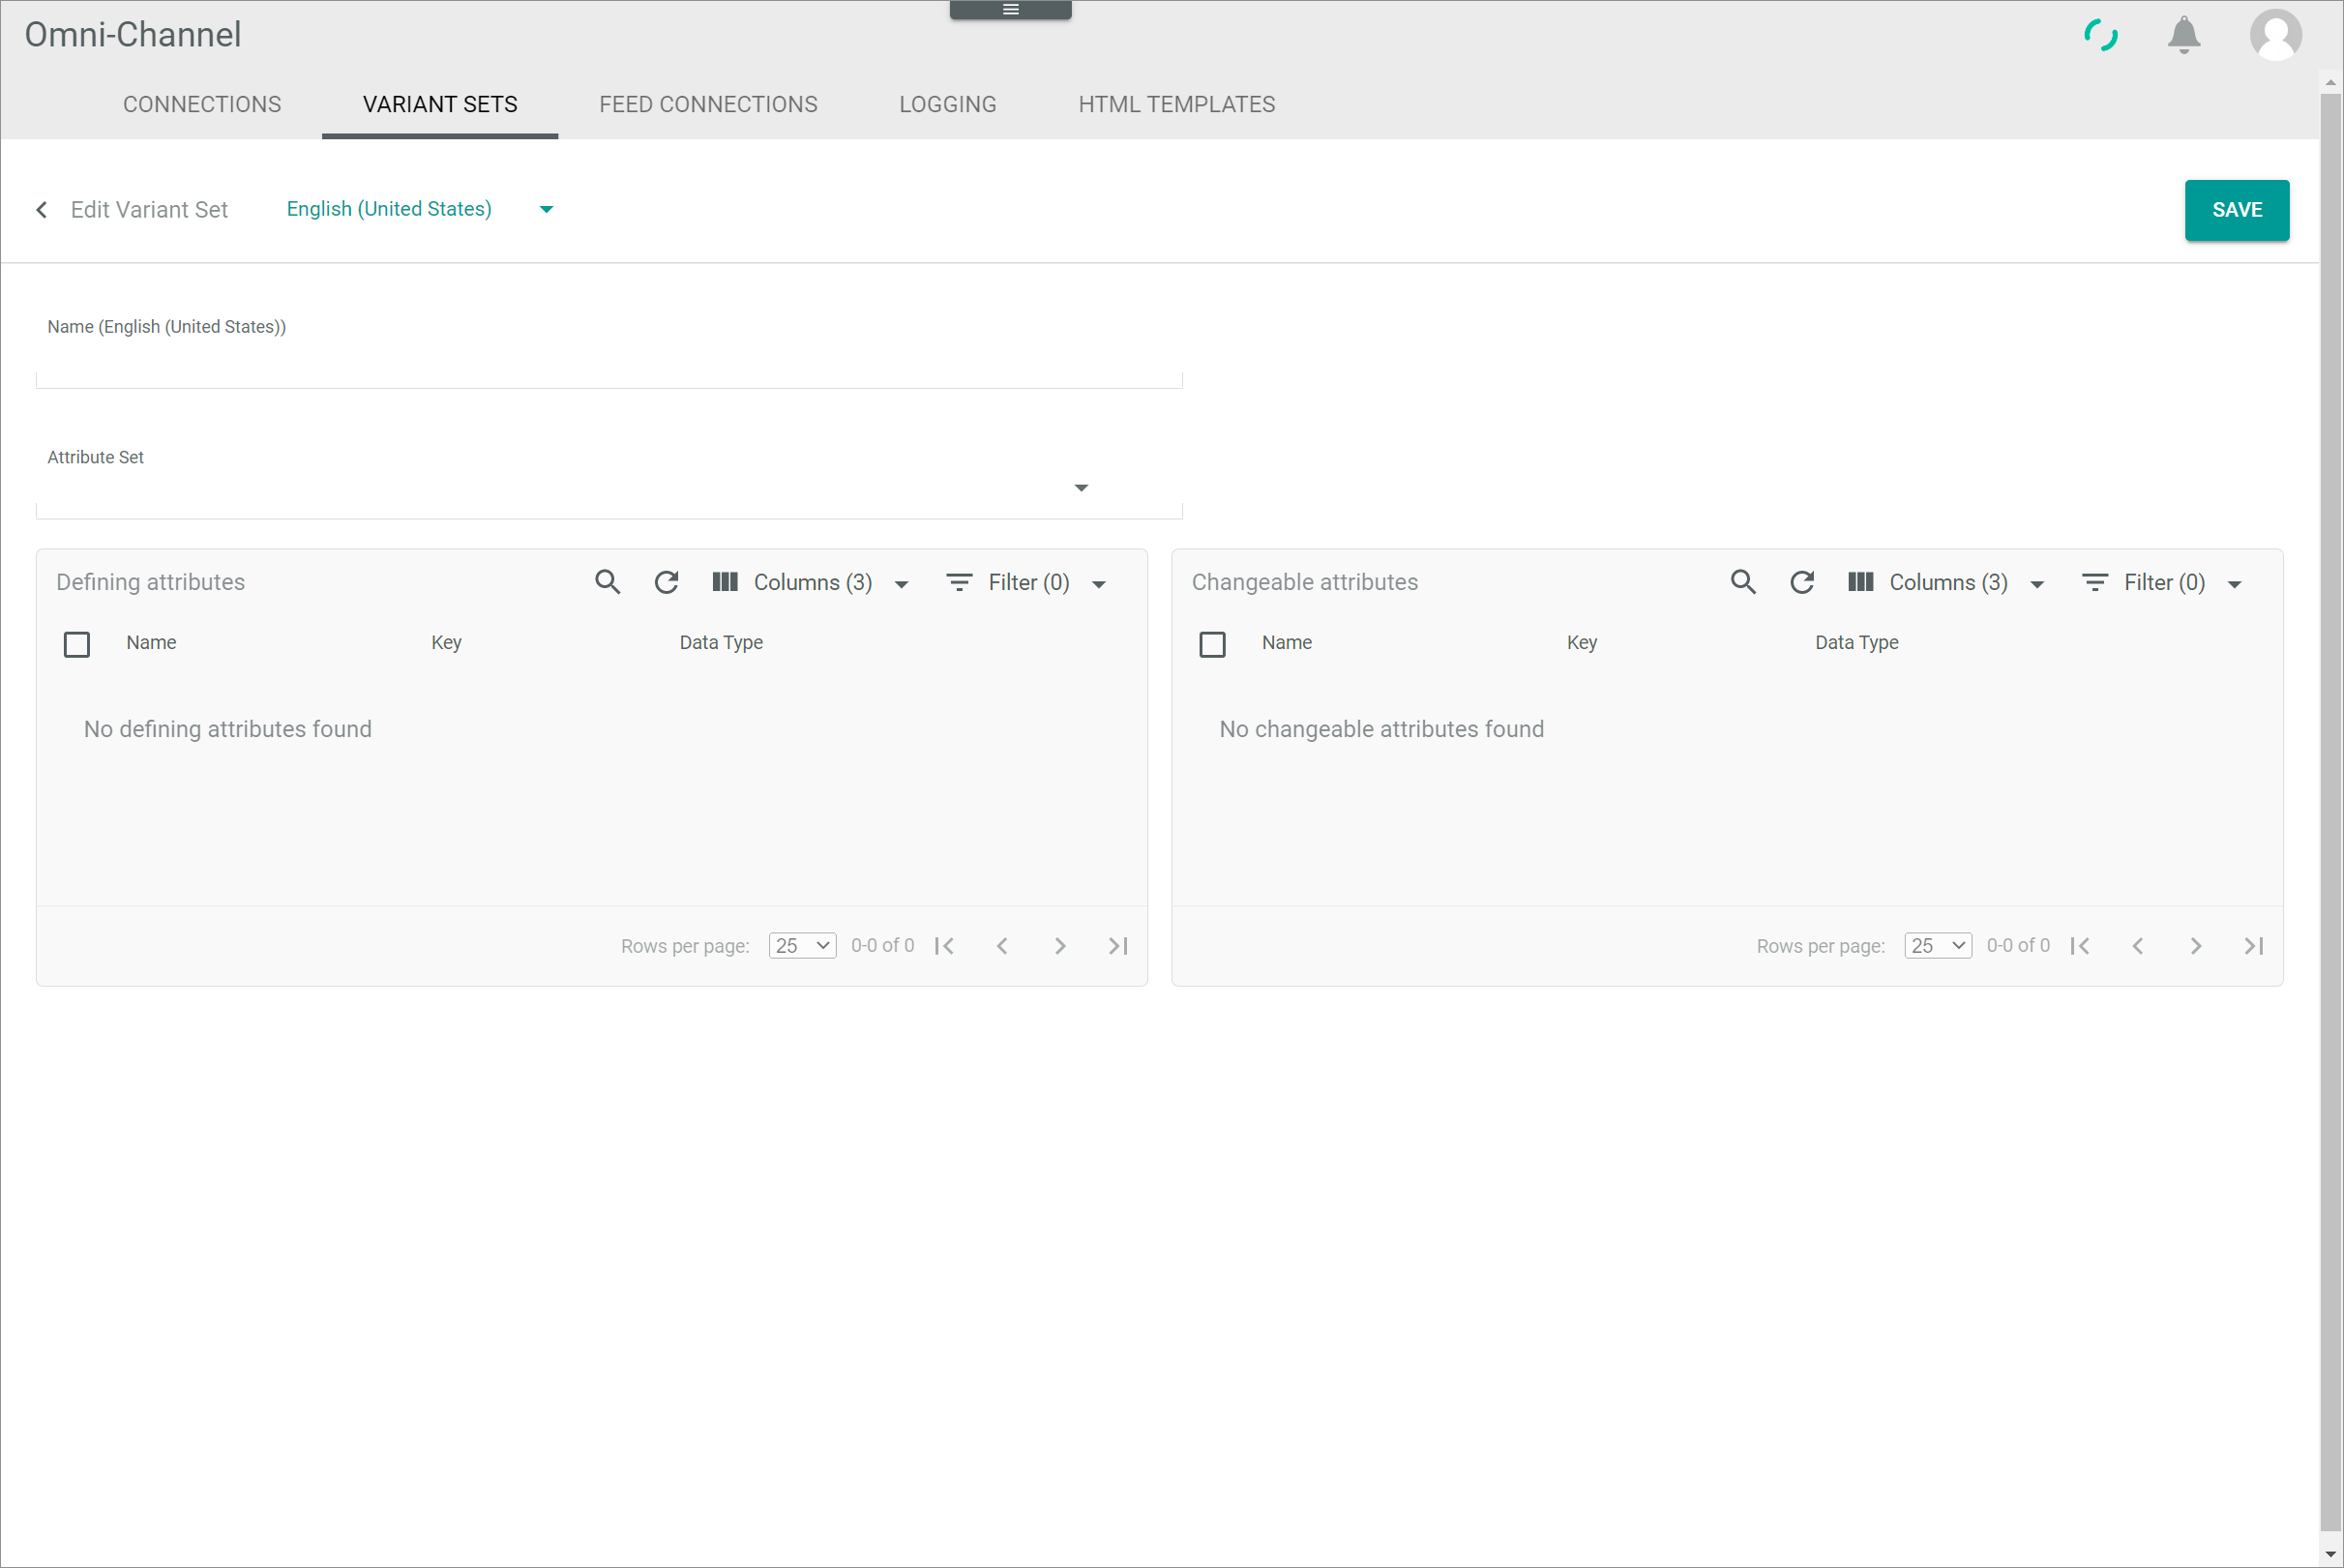 Omni-Channel
CONNECTIONS VARIANT SETS FEED CONNECTIONS LOGGING HTML TEMPLATES
Edit Variant Set English (United States) SAVE
Name (English (United States))
Attribute Set
Defining attributes Columns (3) Filter (0)
Name Key Data Type
No defining attributes found
Rows per page: 25 0-0 of 0
Changeable attributes Columns (3) Filter (0)
Name Key Data Type
No changeable attributes found
Rows per page: 25 0-0 of 0